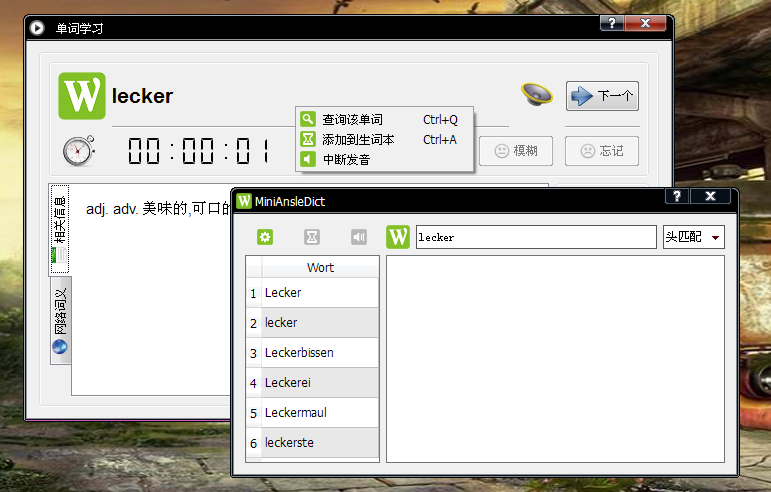 单词学习
lecker
下一个
查询该单词 Ctrl+Q
添加到生词本 Ctrl+A
中断发音
00:00:01
模糊
忘记
相关信息
网络词义
adj. adv. 美味的,可口的
MiniAnsleDict
lecker
头匹配
Wort
1 Lecker
2 lecker
3 Leckerbissen
4 Leckerei
5 Leckermaul
6 leckerste